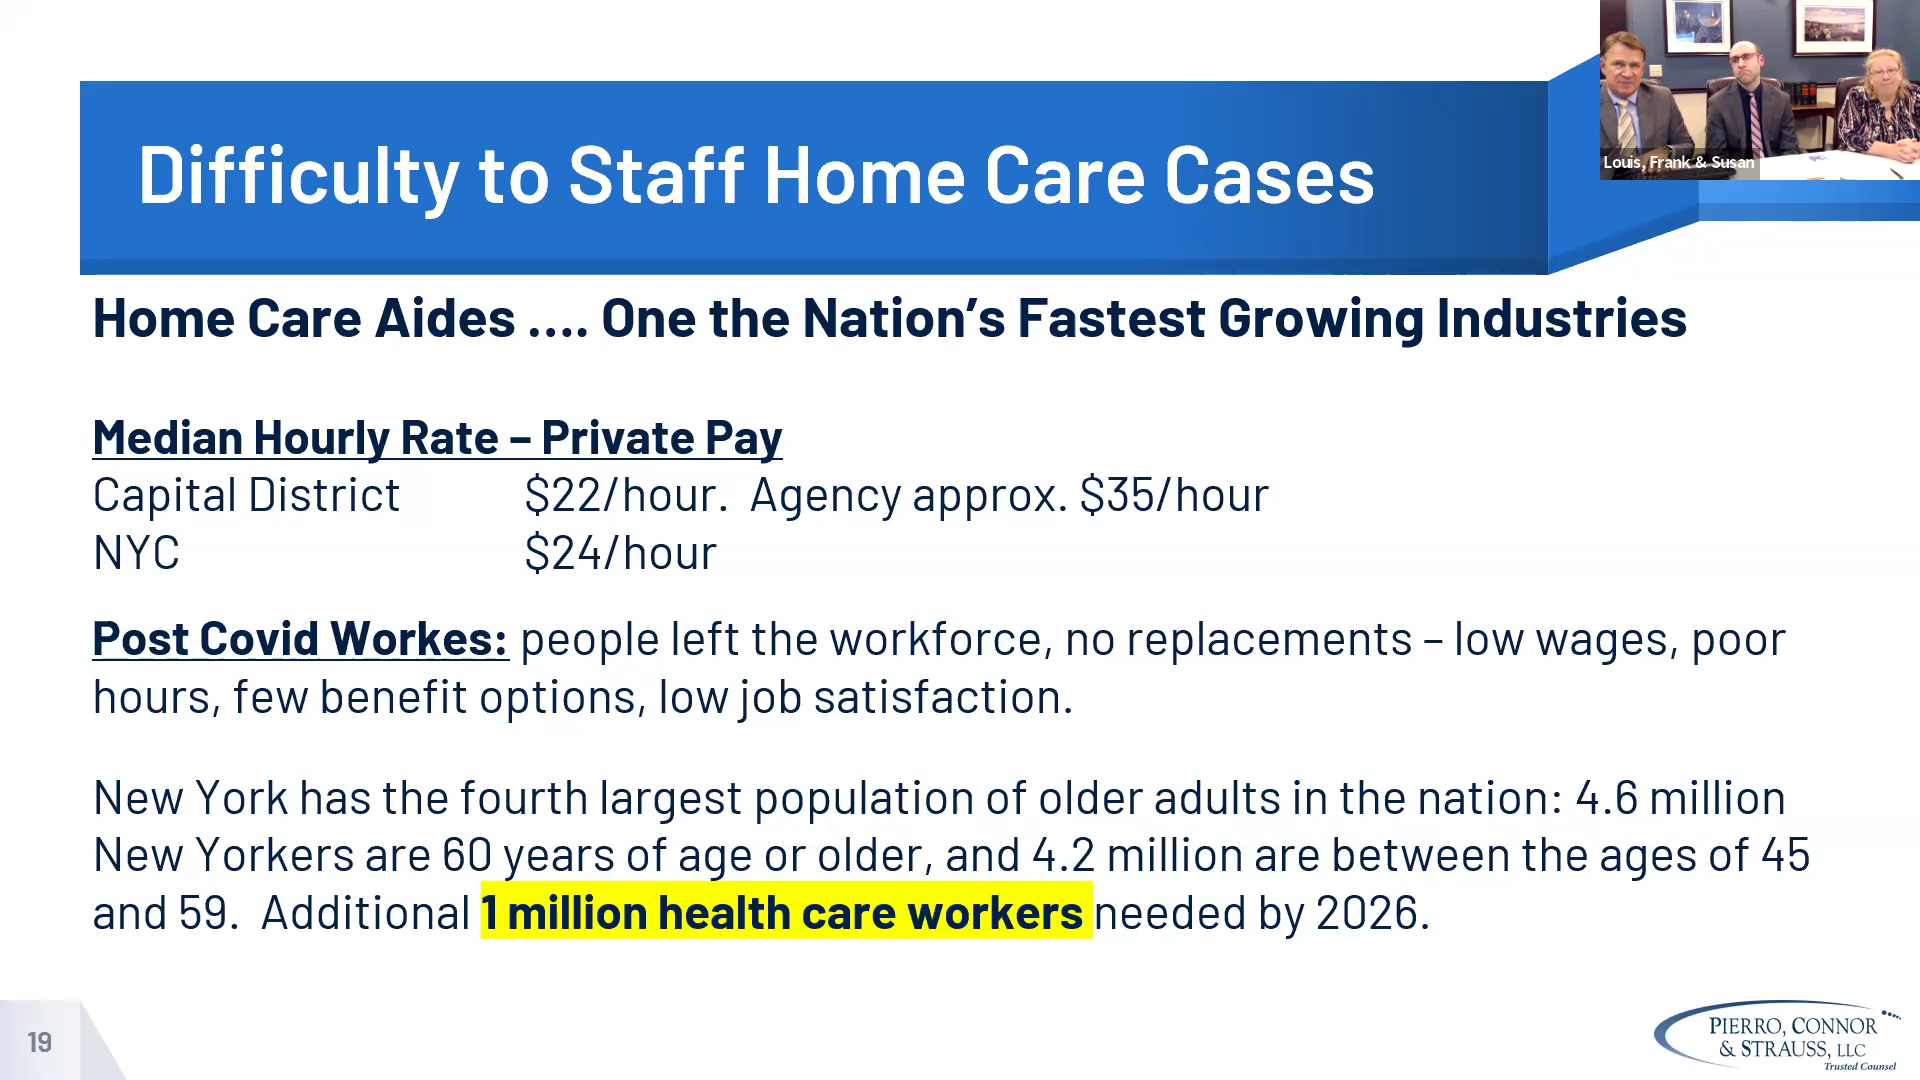 Louis, Frank & Susan
Difficulty to Staff Home Care Cases
Home Care Aides .... One the Nation's Fastest Growing Industries
Median Hourly Rate – Private Pay
Capital District $22/hour. Agency approx. $35/hour
NYC $24/hour
Post Covid Workes: people left the workforce, no replacements – low wages, poor
hours, few benefit options, low job satisfaction.
New York has the fourth largest population of older adults in the nation: 4.6 million
New Yorkers are 60 years of age or older, and 4.2 million are between the ages of 45
and 59. Additional 1 million health care workers needed by 2026.
19
PIERRO, CONNOR
& STRAUSS, LLC
Trusted Counsel